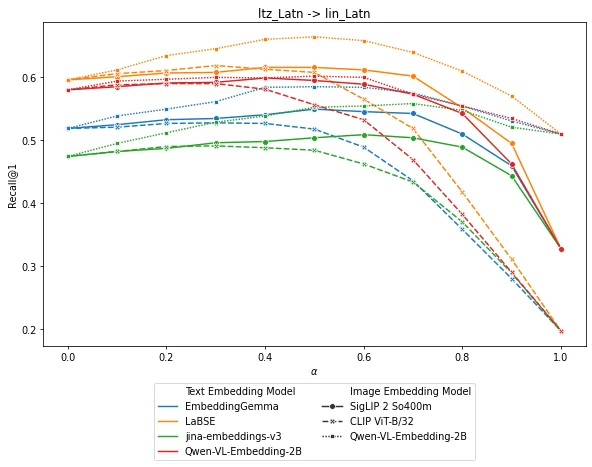 ltz_Latn -> lin_Latn
Recall@1
0.6
0.5
0.4
0.3
0.2
0.0
0.2
0.4
0.6
0.8
1.0
α
Text Embedding Model
EmbeddingGemma
LaBSE
jina-embeddings-v3
Qwen-VL-Embedding-2B
Image Embedding Model
SigLIP 2 So400m
CLIP ViT-B/32
Qwen-VL-Embedding-2B